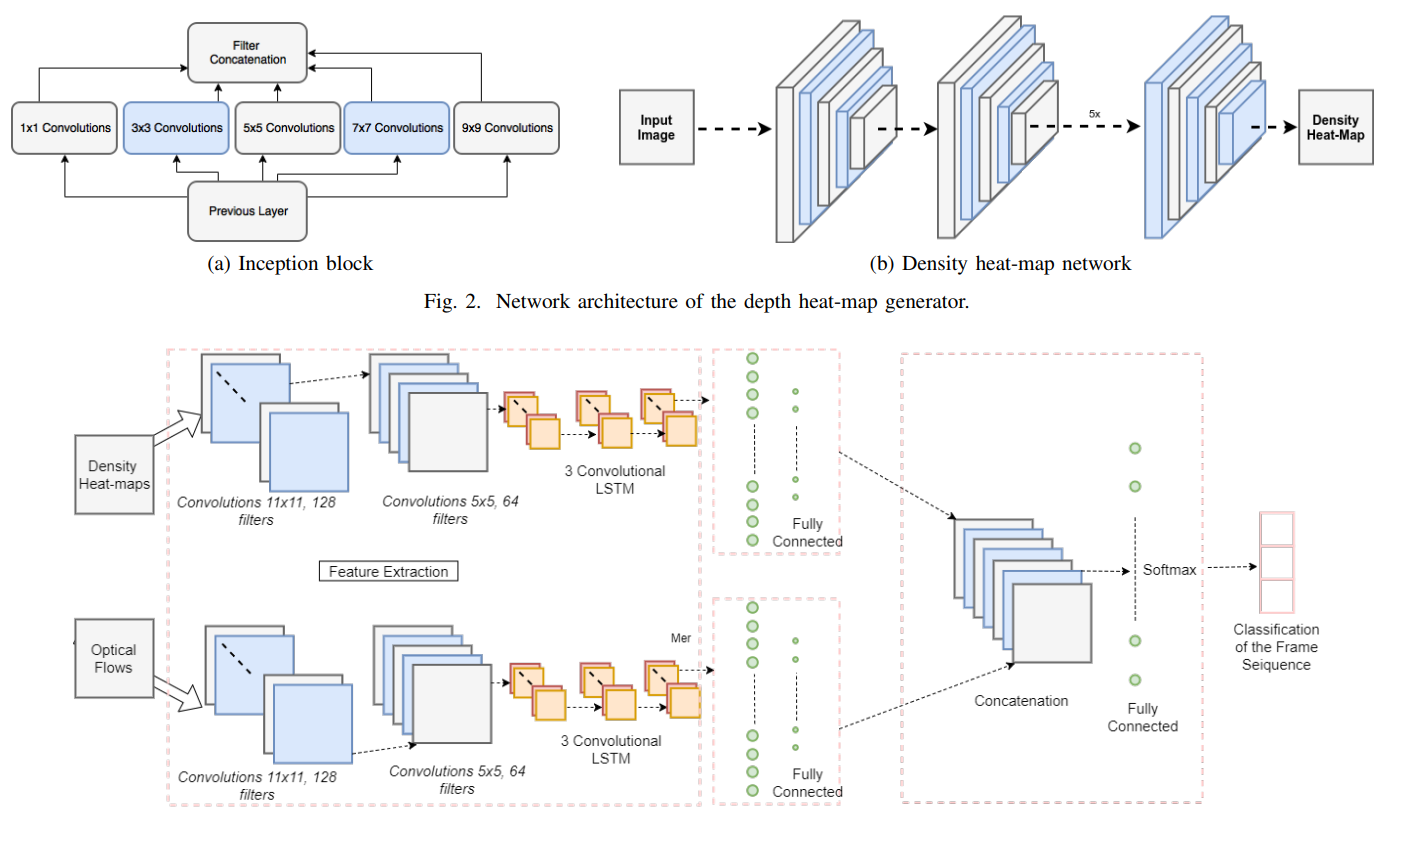 Filter
Concatenation
1x1 Convolutions
3x3 Convolutions
5x5 Convolutions
7x7 Convolutions
9x9 Convolutions
Previous Layer
(a) Inception block
Input
Image
5x
Density
Heat-Map
(b) Density heat-map network
Fig. 2. Network architecture of the depth heat-map generator.
Density
Heat-maps
Convolutions 11x11, 128
filters
Convolutions 5x5, 64
filters
3 Convolutional
LSTM
Fully
Connected
Feature Extraction
Optical
Flows
Convolutions 11x11, 128
filters
Convolutions 5x5, 64
filters
3 Convolutional
LSTM
Mer
Fully
Connected
Concatenation
Softmax
Fully
Connected
Classification
of the Frame
Seiquence